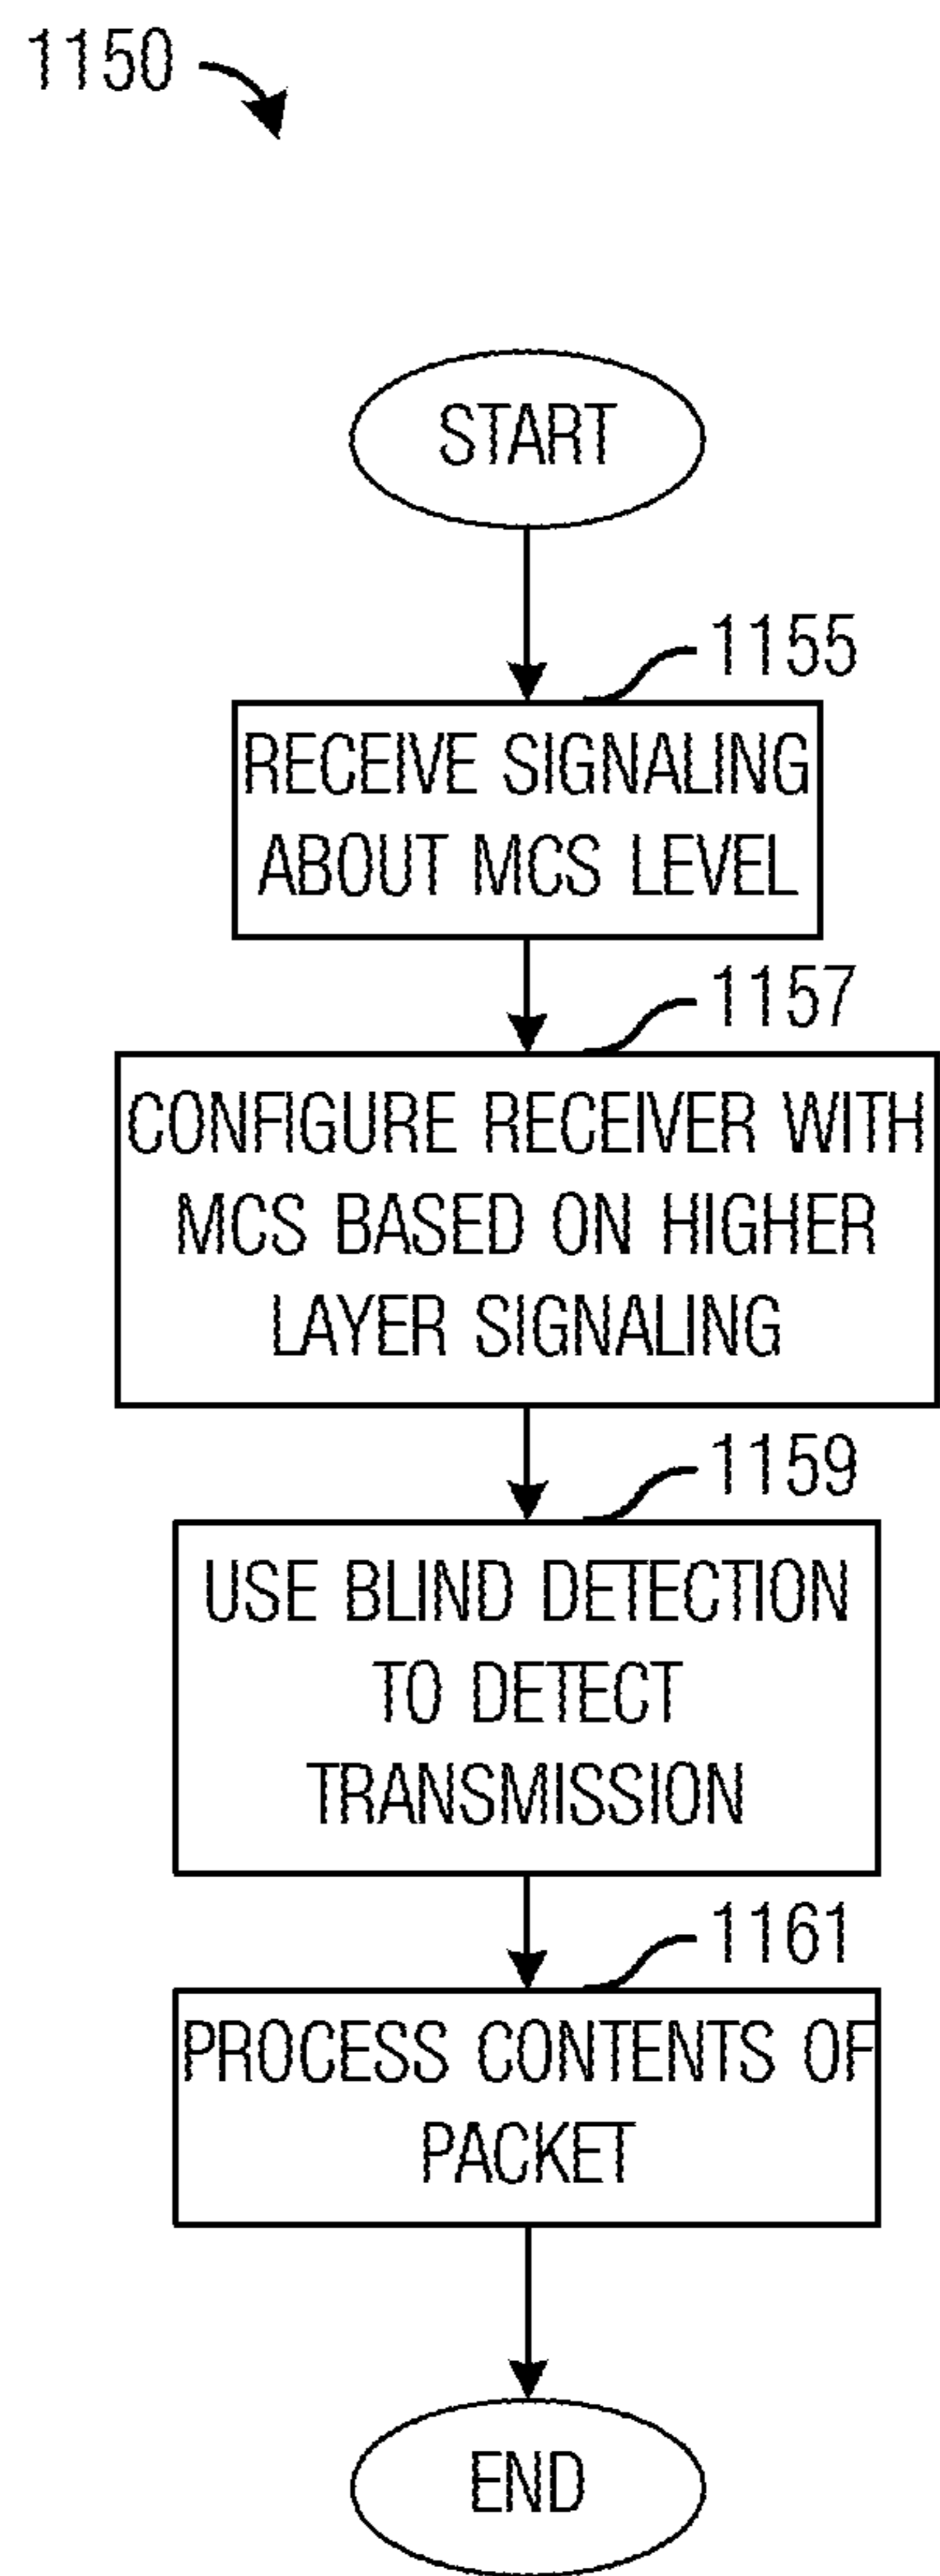 1150
START
1155
RECEIVE SIGNALING
ABOUT MCS LEVEL
1157
CONFIGURE RECEIVER WITH
MCS BASED ON HIGHER
LAYER SIGNALING
1159
USE BLIND DETECTION
TO DETECT
TRANSMISSION
1161
PROCESS CONTENTS OF
PACKET
END